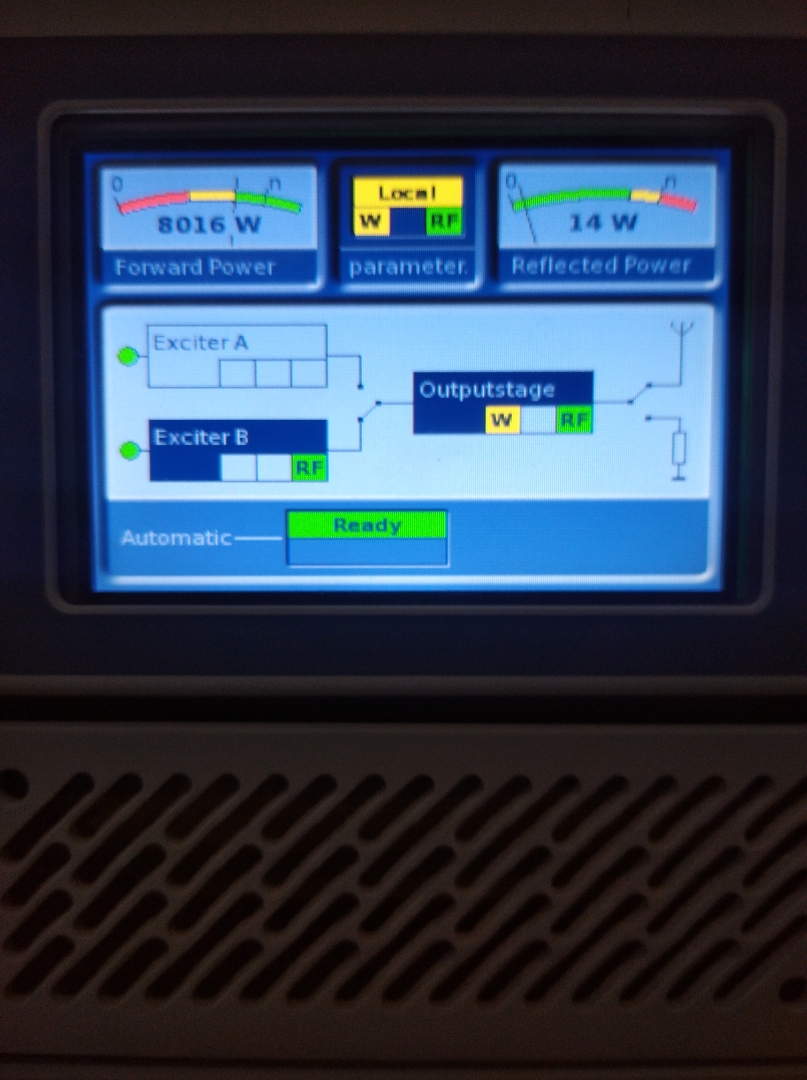 0 n
8016 W
Forward Power
Local
W RF
parameter.
0 n
14 W
Reflected Power
Exciter A
Exciter B
RF
Outputstage
W RF
Automatic
Ready